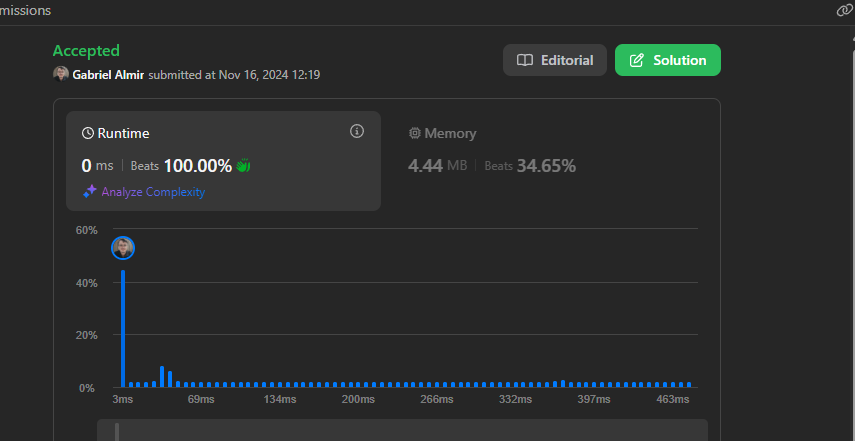 missions
Accepted
Editorial
Solution
Gabriel Almir submitted at Nov 16, 2024 12:19
Runtime
Memory
0 ms | Beats 100.00%
4.44 MB | Beats 34.65%
Analyze Complexity
60%
40%
20%
0%
3ms 69ms 134ms 200ms 266ms 332ms 397ms 463ms